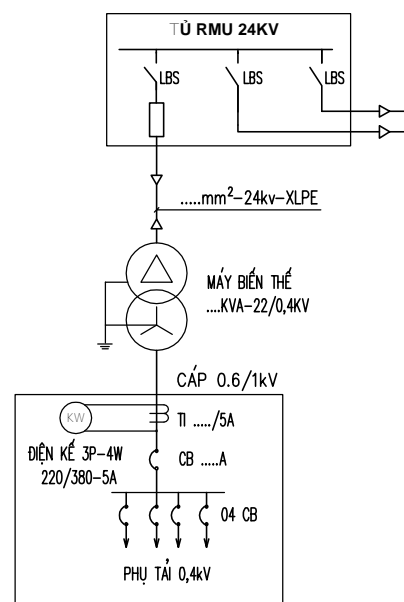 TỦ RMU 24KV
LBS
LBS
LBS
.....mm²-24kv-XLPE
MÁY BIẾN THẾ
....KVA-22/0,4KV
CÁP 0.6/1kV
KW
TI ...../5A
ĐIỆN KẾ 3P-4W
220/380-5A
CB .....A
04 CB
PHỤ TẢI 0,4kV